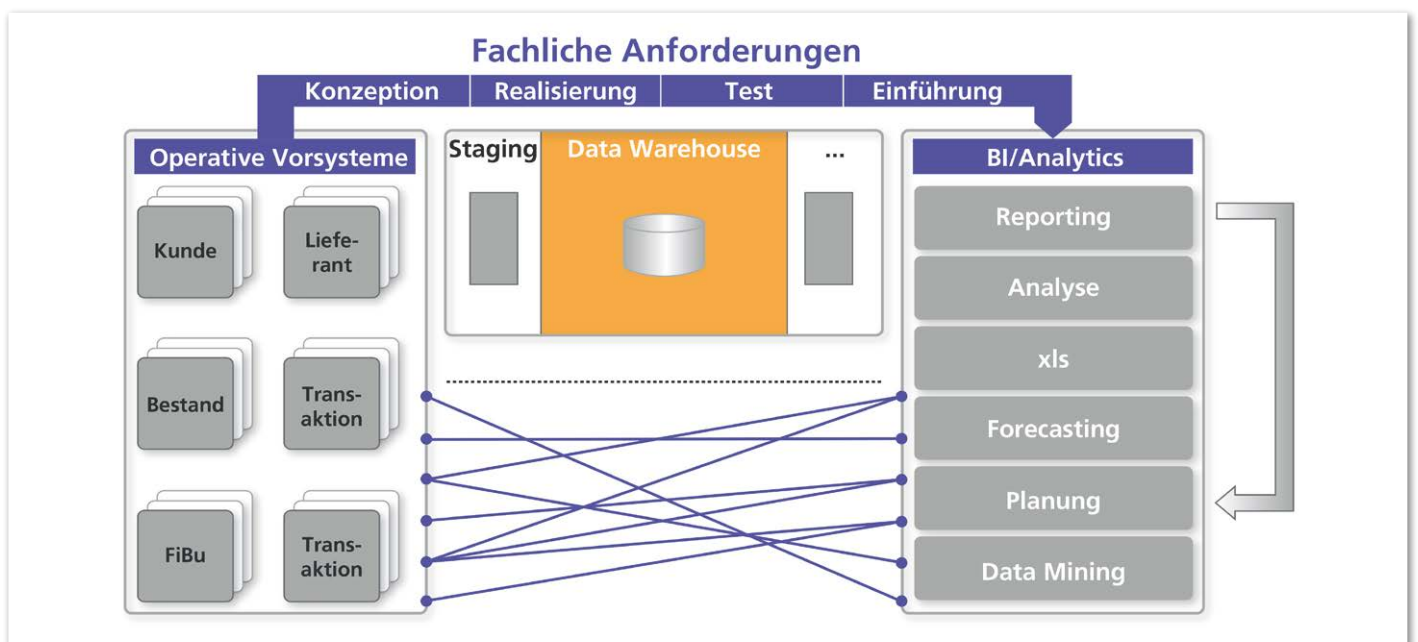 Fachliche Anforderungen
Konzeption Realisierung Test Einführung
Operative Vorsysteme
Kunde
Liefe-
rant
Bestand
Trans-
aktion
FiBu
Trans-
aktion
Staging
Data Warehouse
...
BI/Analytics
Reporting
Analyse
xls
Forecasting
Planung
Data Mining